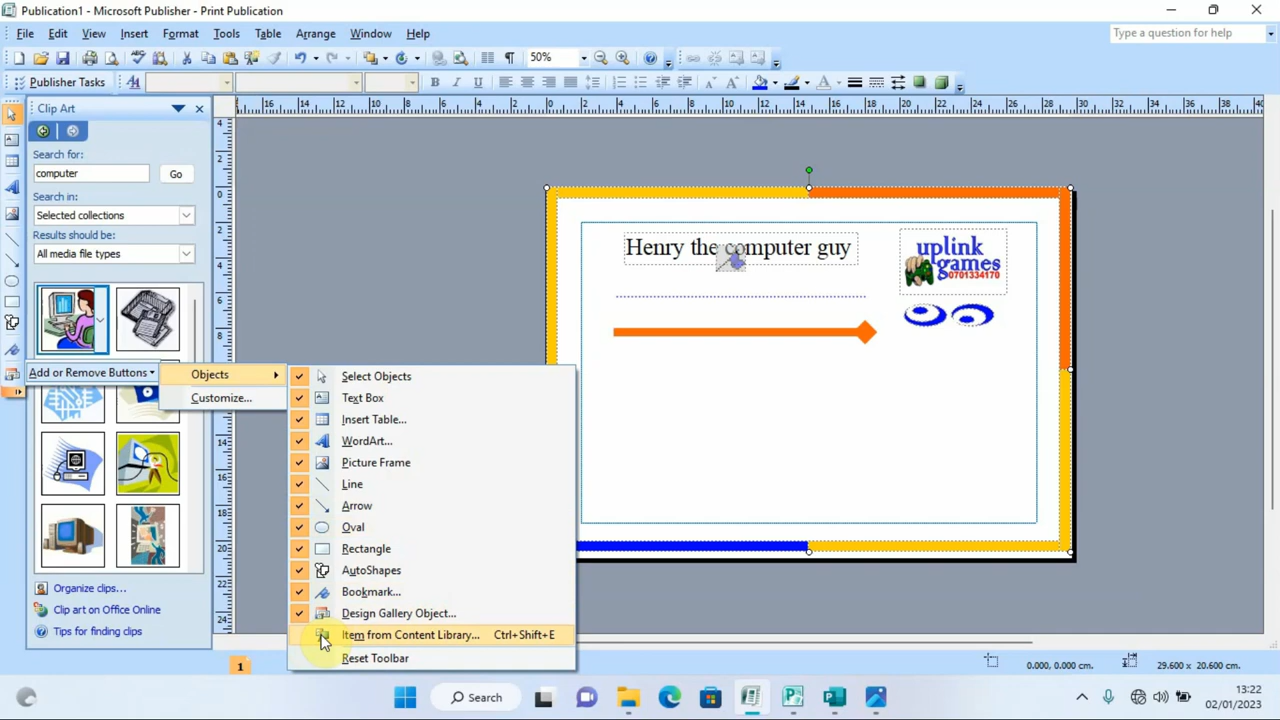 Publication1 - Microsoft Publisher - Print Publication
File Edit View Insert Format Tools Table Arrange Window Help
Type a question for help
50%
Publisher Tasks
Clip Art
Search for:
computer
Go
Search in:
Selected collections
Results should be:
All media file types
Organize clips...
Clip art on Office Online
Tips for finding clips
Add or Remove Buttons
Objects
Customize...
Select Objects
Text Box
Insert Table...
WordArt...
Picture Frame
Line
Arrow
Oval
Rectangle
AutoShapes
Bookmark...
Design Gallery Object...
Item from Content Library... Ctrl+Shift+E
Reset Toolbar
Henry the computer guy
uplink
games
0701334170
1
0.000, 0.000 cm.
29.600 x 20.600 cm.
Search
13:22
02/01/2023